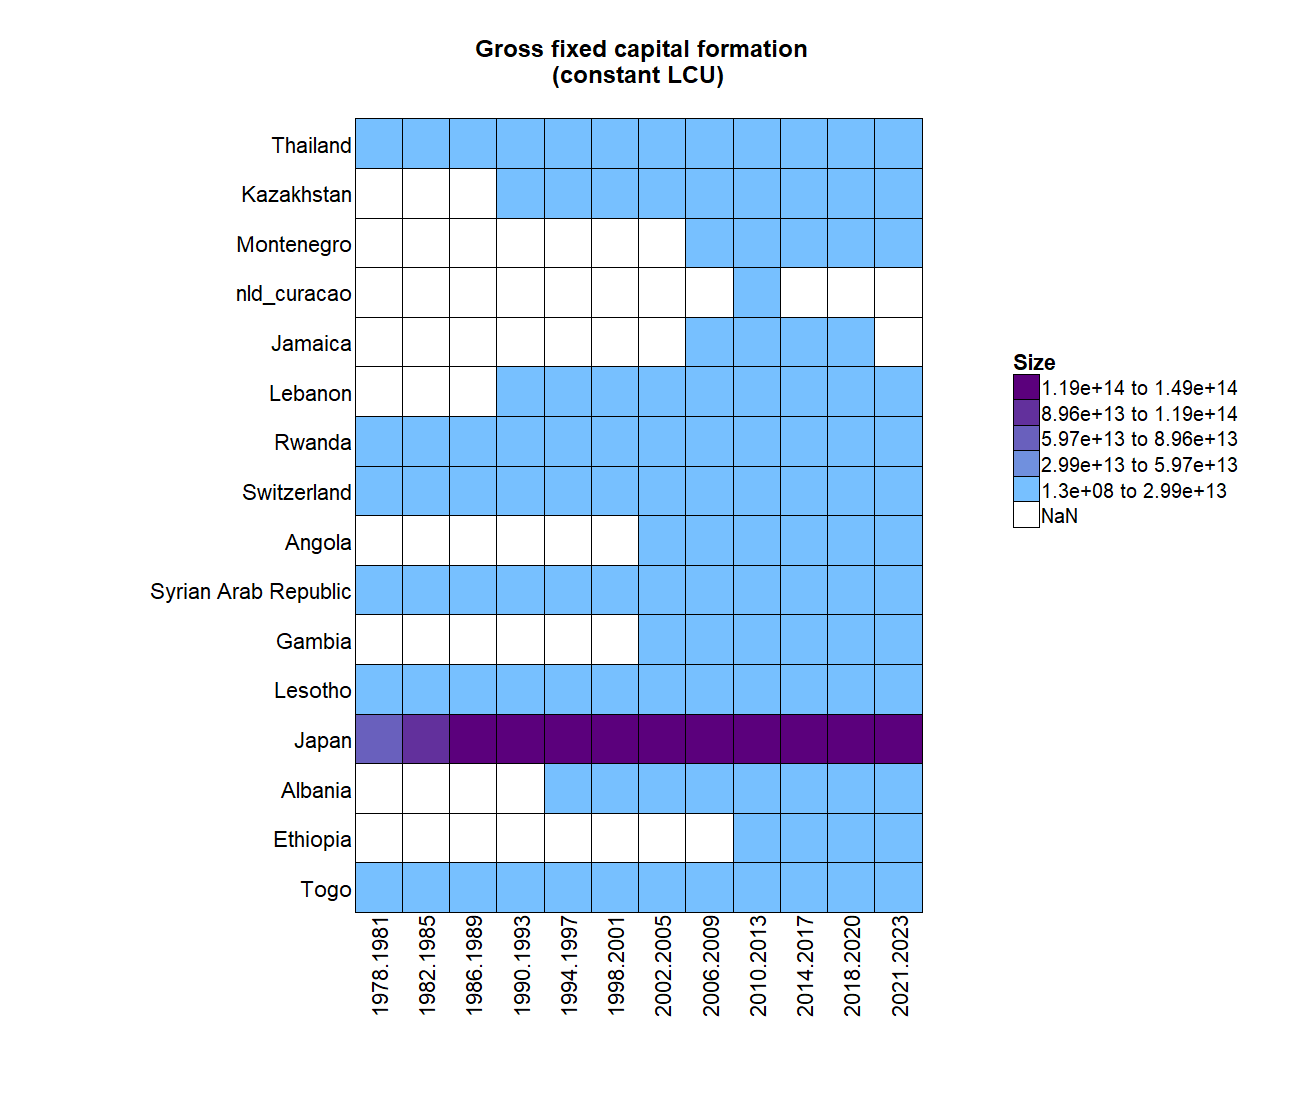 Gross fixed capital formation
(constant LCU)
Thailand
Kazakhstan
Montenegro
nld_curacao
Jamaica
Lebanon
Rwanda
Switzerland
Angola
Syrian Arab Republic
Gambia
Lesotho
Japan
Albania
Ethiopia
Togo
1978.1981
1982.1985
1986.1989
1990.1993
1994.1997
1998.2001
2002.2005
2006.2009
2010.2013
2014.2017
2018.2020
2021.2023
Size
1.19e+14 to 1.49e+14
8.96e+13 to 1.19e+14
5.97e+13 to 8.96e+13
2.99e+13 to 5.97e+13
1.3e+08 to 2.99e+13
NaN